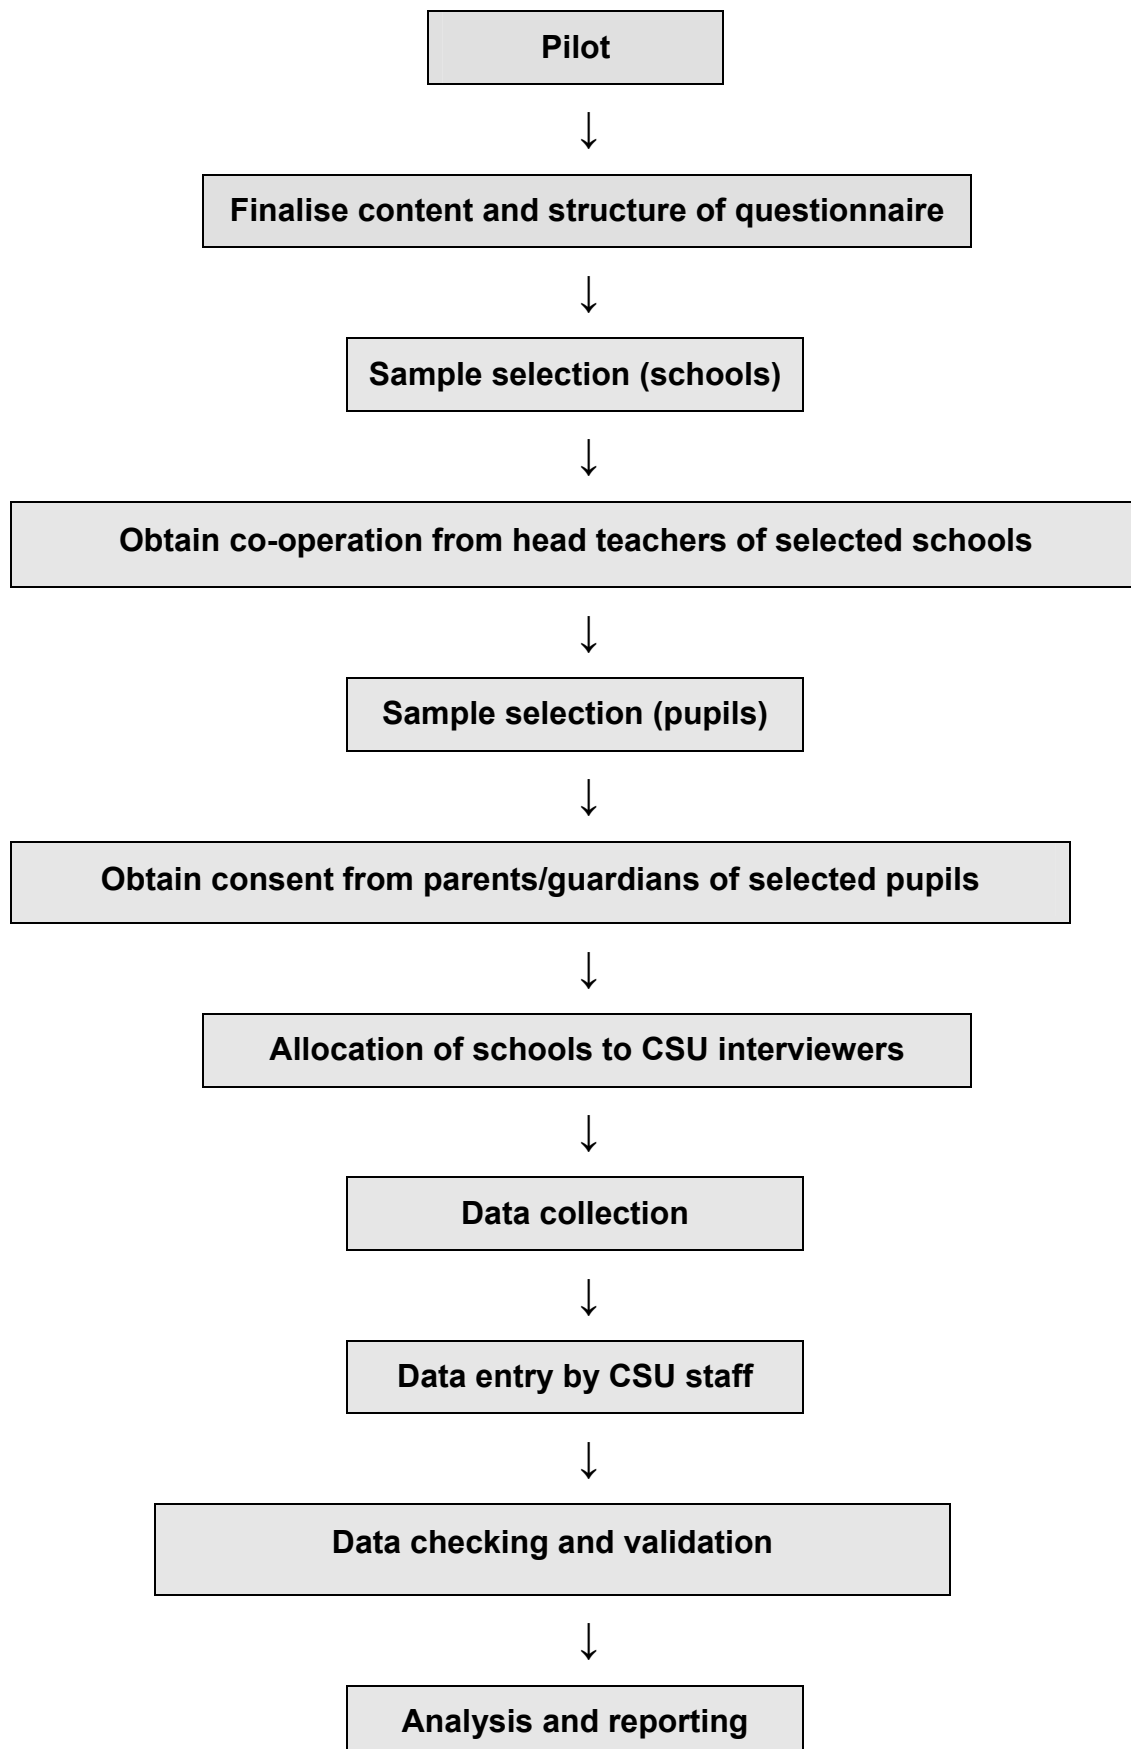 Pilot
↓
Finalise content and structure of questionnaire
↓
Sample selection (schools)
↓
Obtain co-operation from head teachers of selected schools
↓
Sample selection (pupils)
↓
Obtain consent from parents/guardians of selected pupils
↓
Allocation of schools to CSU interviewers
↓
Data collection
↓
Data entry by CSU staff
↓
Data checking and validation
↓
Analysis and reporting